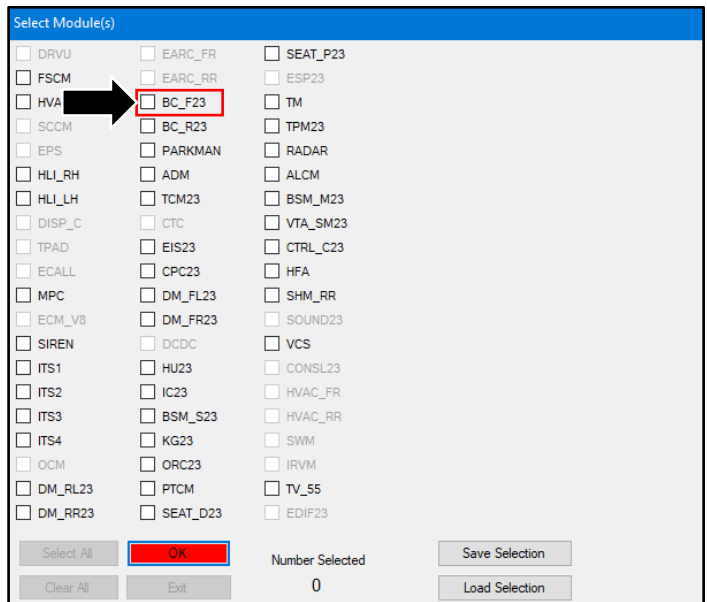 Select Module(s)
DRVU EARC_FR SEAT_P23
FSCM EARC_RR ESP23
HVA BC_F23 TM
SCCM BC_R23 TPM23
EPS PARKMAN RADAR
HLI_RH ADM ALCM
HLI_LH TCM23 BSM_M23
DISP_C CTC VTA_SM23
TPAD EIS23 CTRL_C23
ECALL CPC23 HFA
MPC DM_FL23 SHM_RR
ECM_V8 DM_FR23 SOUND23
SIREN DCDC VCS
ITS1 HU23 CONSL23
ITS2 IC23 HVAC_FR
ITS3 BSM_S23 HVAC_RR
ITS4 KG23 SWM
OCM ORC23 IRVM
DM_RL23 PTCM TV_55
DM_RR23 SEAT_D23 EDIF23
Select All OK Number Selected Save Selection
Clear All Exit 0 Load Selection